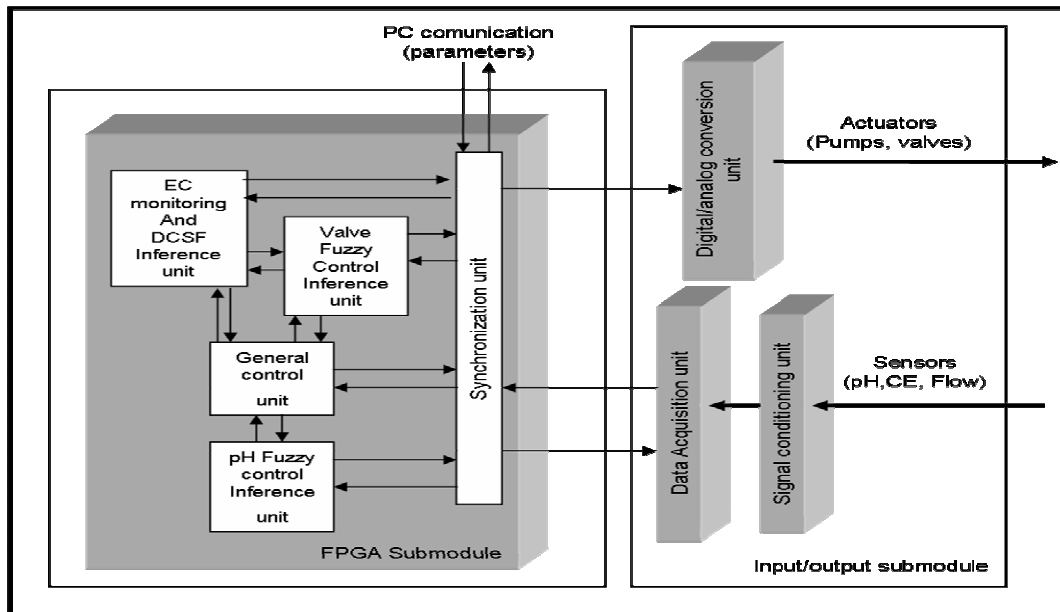 PC comunication
(parameters)
EC
monitoring
And
DCSF
Inference
unit
Valve
Fuzzy
Control
Inference
unit
General
control
unit
pH Fuzzy
control
Inference
unit
Synchronization unit
FPGA Submodule
Digital/analog conversion
unit
Actuators
(Pumps, valves)
Data Acquisition unit
Signal conditioning unit
Sensors
(pH,CE, Flow)
Input/output submodule